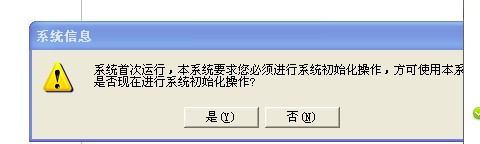 系统信息
系统首次运行，本系统要求您必须进行系统初始化操作，方可使用本系
是否现在进行系统初始化操作?
是(Y)
否(N)